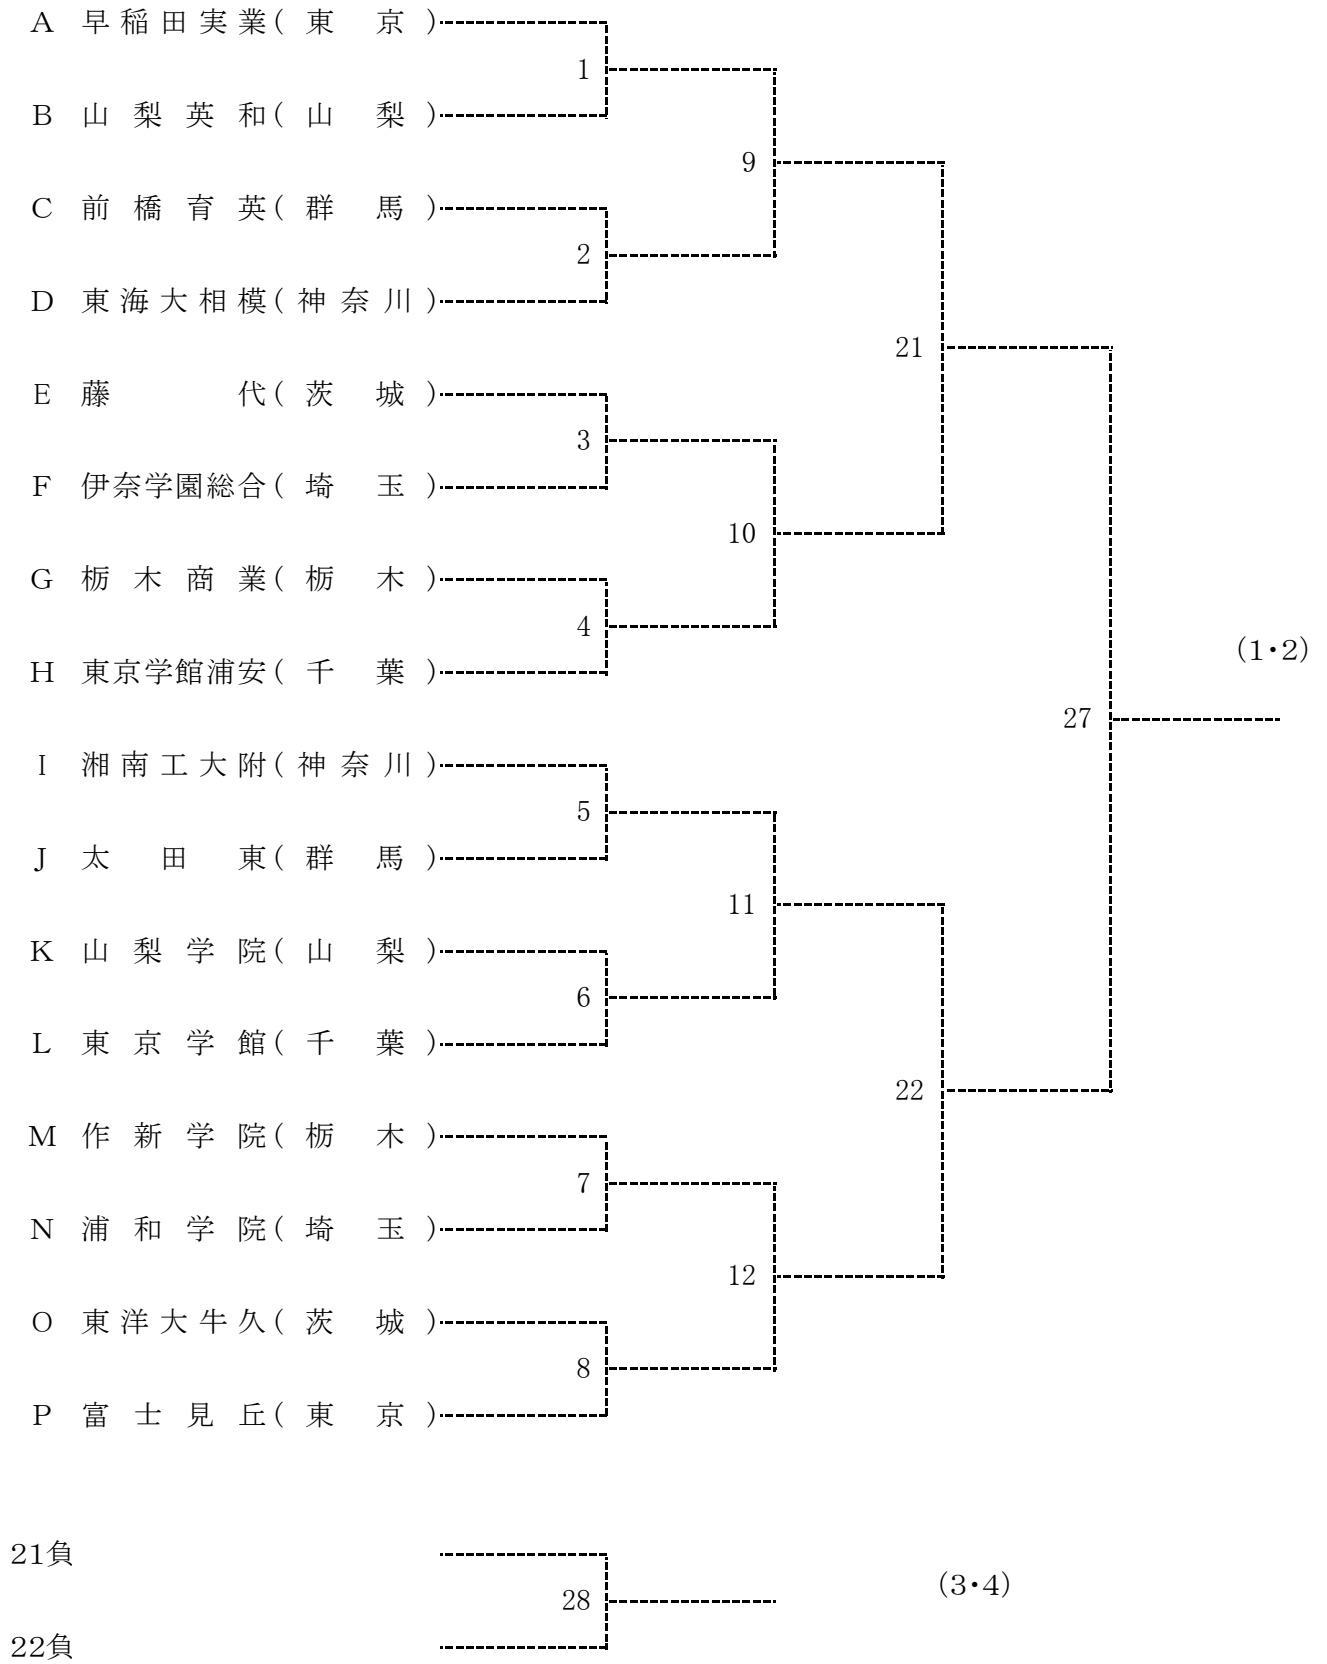 A 早稲田実業(東京)
1
B 山梨英和(山梨)
9
C 前橋育英(群馬)
2
D 東海大相模(神奈川)
21
E 藤代(茨城)
3
F 伊奈学園総合(埼玉)
10
G 栃木商業(栃木)
4
(1・2)
H 東京学館浦安(千葉)
27
I 湘南工大附(神奈川)
5
J 太田東(群馬)
11
K 山梨学院(山梨)
6
L 東京学館(千葉)
22
M 作新学院(栃木)
7
N 浦和学院(埼玉)
12
O 東洋大牛久(茨城)
8
P 富士見丘(東京)
21負
(3・4)
28
22負